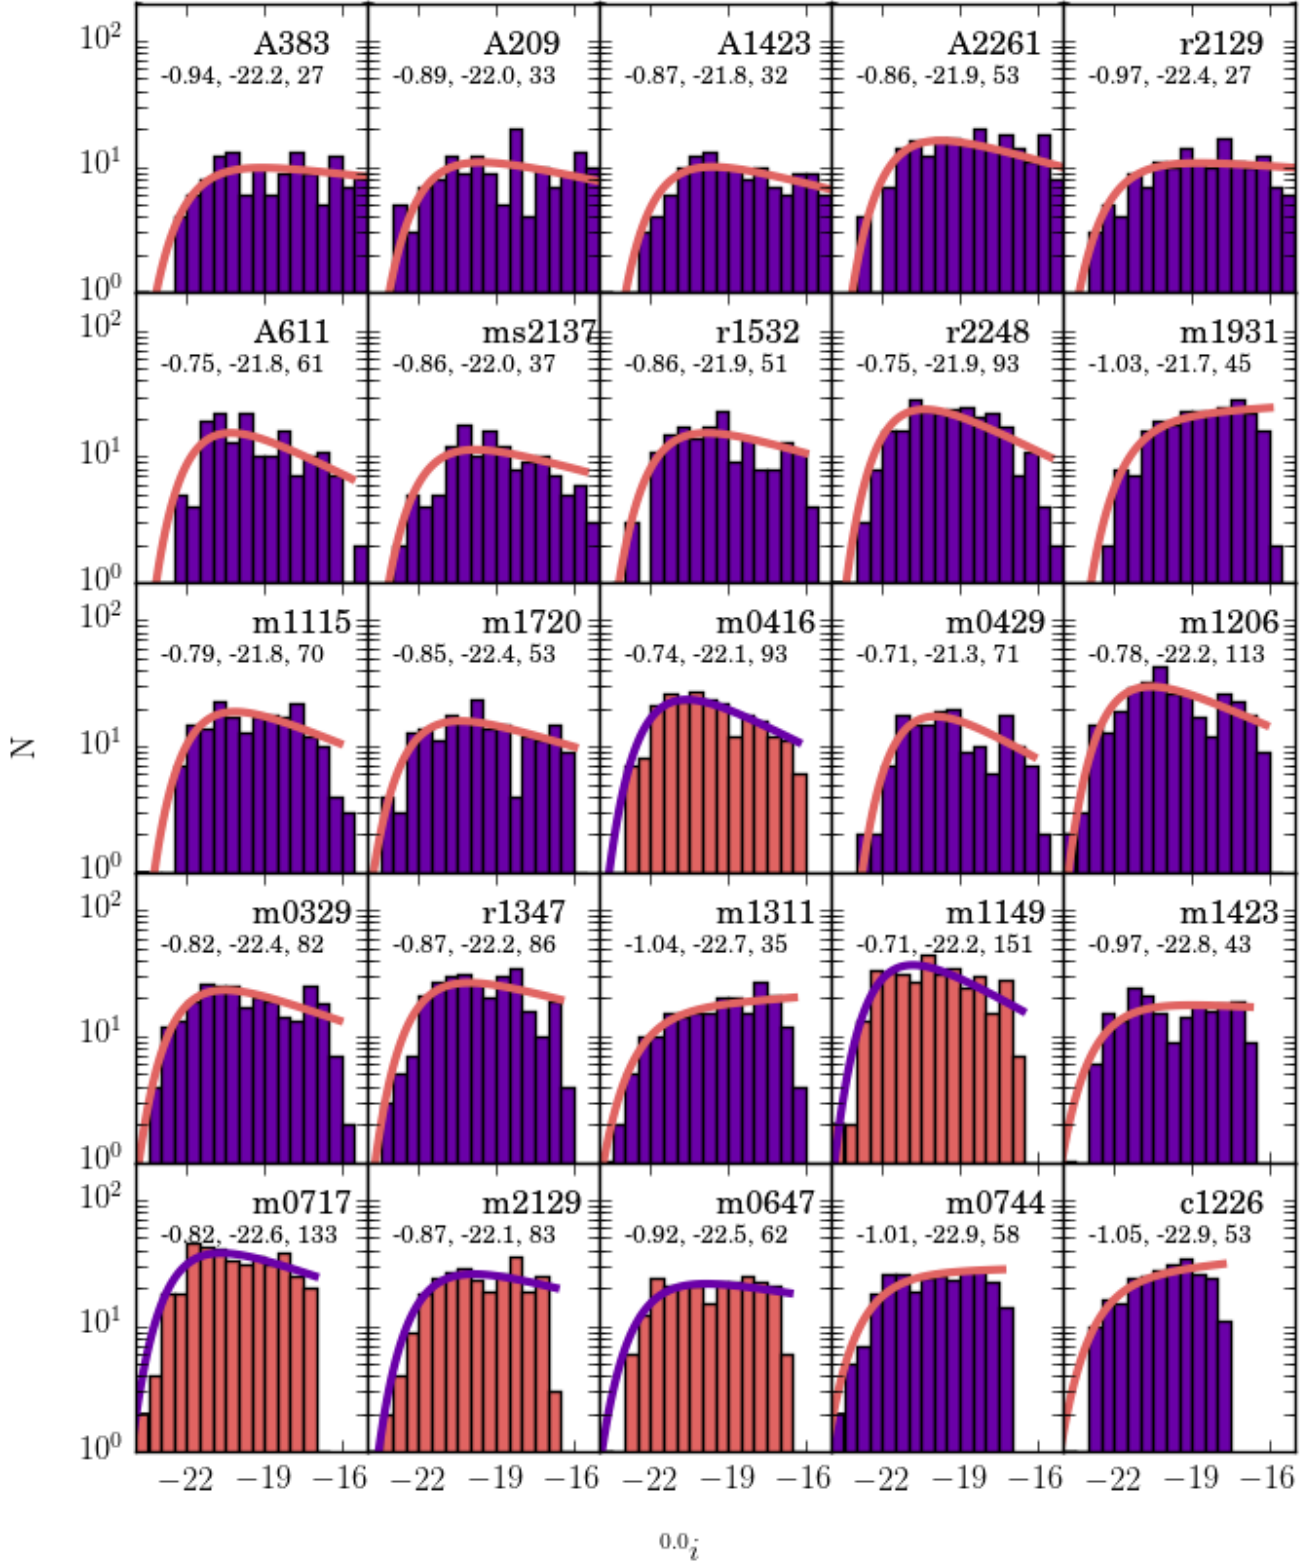 A383 A209 A1423 A2261 r2129
-0.94, -22.2, 27 -0.89, -22.0, 33 -0.87, -21.8, 32 -0.86, -21.9, 53 -0.97, -22.4, 27
10² 10¹ 10⁰
A611 ms2137 r1532 r2248 m1931
-0.75, -21.8, 61 -0.86, -22.0, 37 -0.86, -21.9, 51 -0.75, -21.9, 93 -1.03, -21.7, 45
10² 10¹ 10⁰
m1115 m1720 m0416 m0429 m1206
-0.79, -21.8, 70 -0.85, -22.4, 53 -0.74, -22.1, 93 -0.71, -21.3, 71 -0.78, -22.2, 113
10² 10¹ 10⁰
N
m0329 r1347 m1311 m1149 m1423
-0.82, -22.4, 82 -0.87, -22.2, 86 -1.04, -22.7, 35 -0.71, -22.2, 151 -0.97, -22.8, 43
10² 10¹ 10⁰
m0717 m2129 m0647 m0744 c1226
-0.82, -22.6, 133 -0.87, -22.1, 83 -0.92, -22.5, 62 -1.01, -22.9, 58 -1.05, -22.9, 53
10² 10¹ 10⁰
−22 −19 −16 −22 −19 −16 −22 −19 −16 −22 −19 −16 −22 −19 −16
0.0i